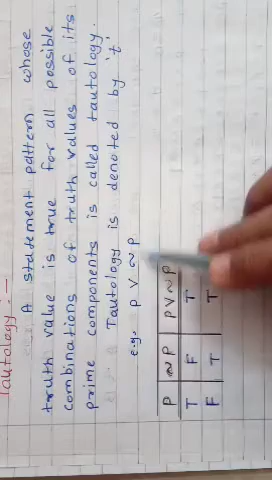 Tautology :-
A statement pattern whose
truth value is true for all possible
combinations of truth values of its
prime components is called tautology.
Tautology is denoted by 't'
e.g. p ∨ ~p
P ~P P∨~P
T F T
F T T